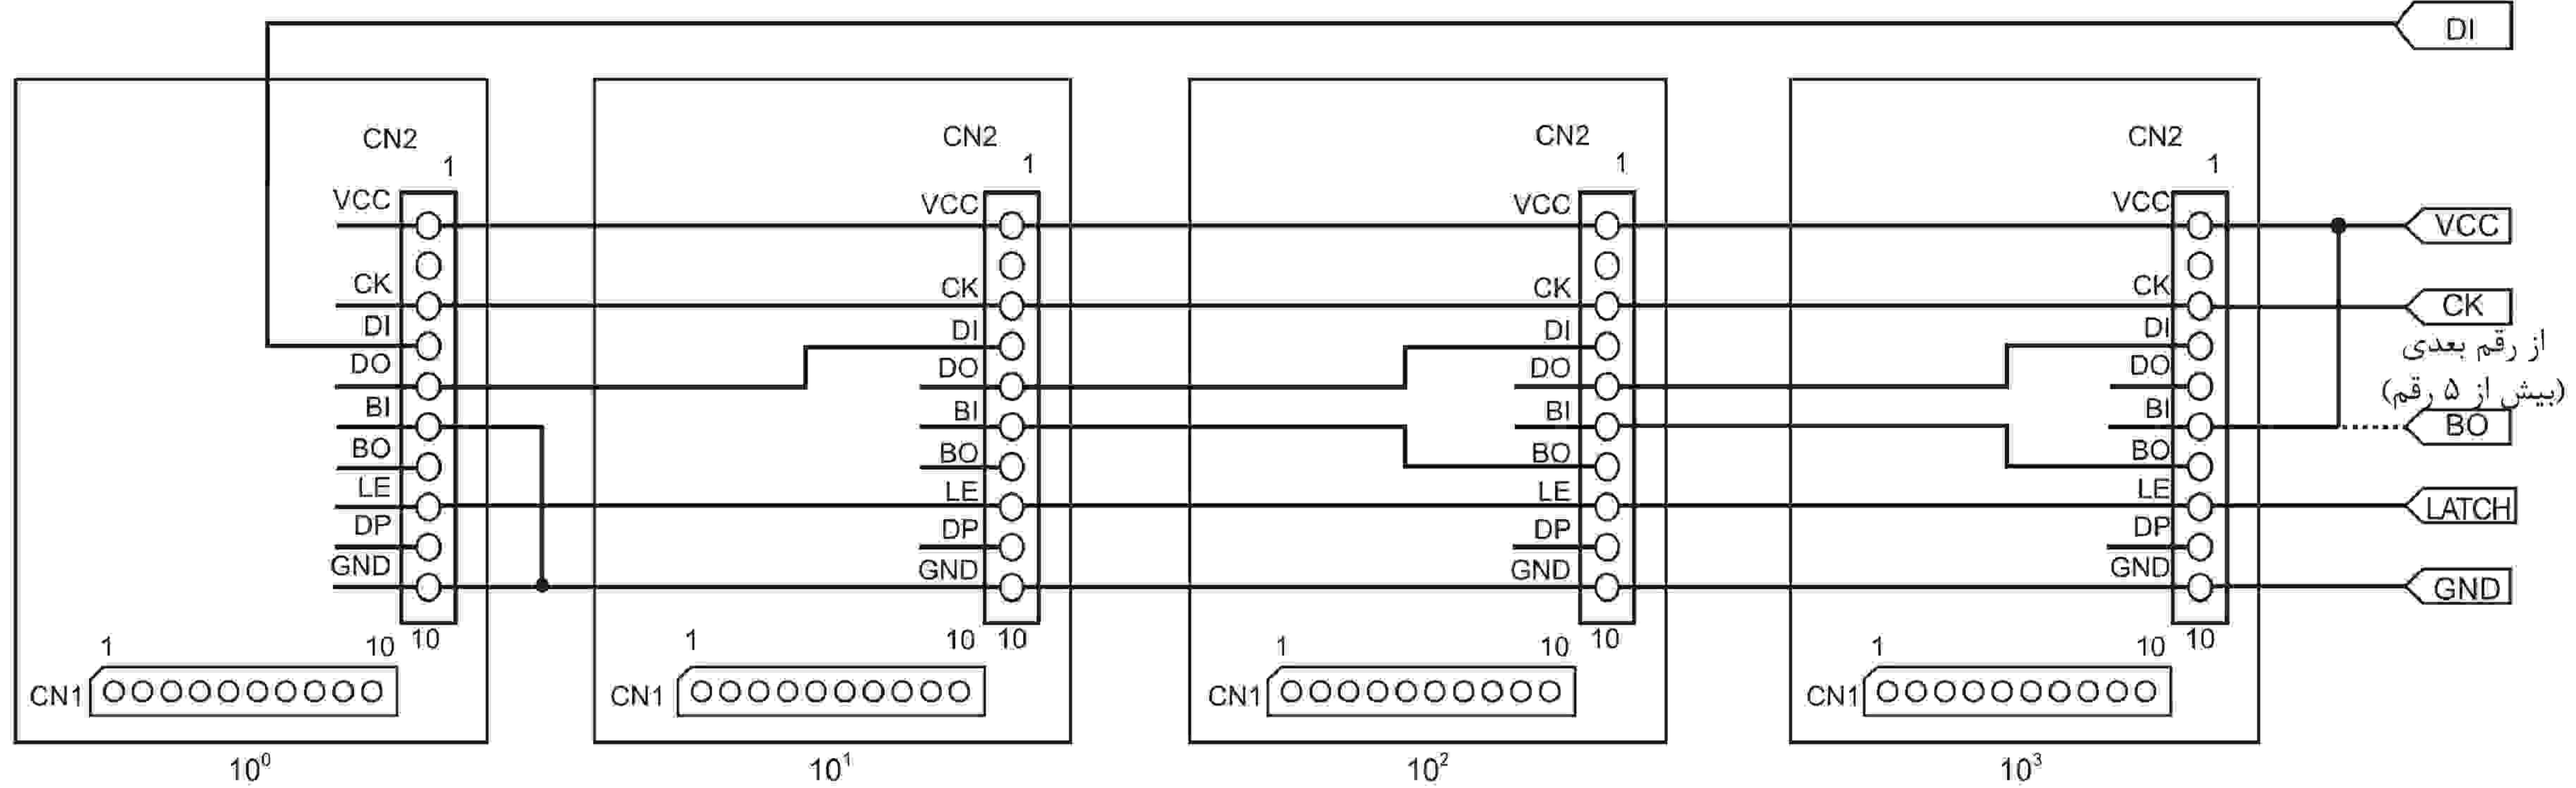 DI
CN2
1
VCC
CK
DI
DO
BI
BO
LE
DP
GND
10
1
10
CN1
10⁰
CN2
1
VCC
CK
DI
DO
BI
BO
LE
DP
GND
10
1
10
CN1
10¹
CN2
1
VCC
CK
DI
DO
BI
BO
LE
DP
GND
10
1
10
CN1
10²
CN2
1
VCC
CK
DI
DO
BI
BO
LE
DP
GND
10
1
10
CN1
10³
VCC
CK
از رقم بعدی
(بیش از ۵ رقم)
BO
LATCH
GND